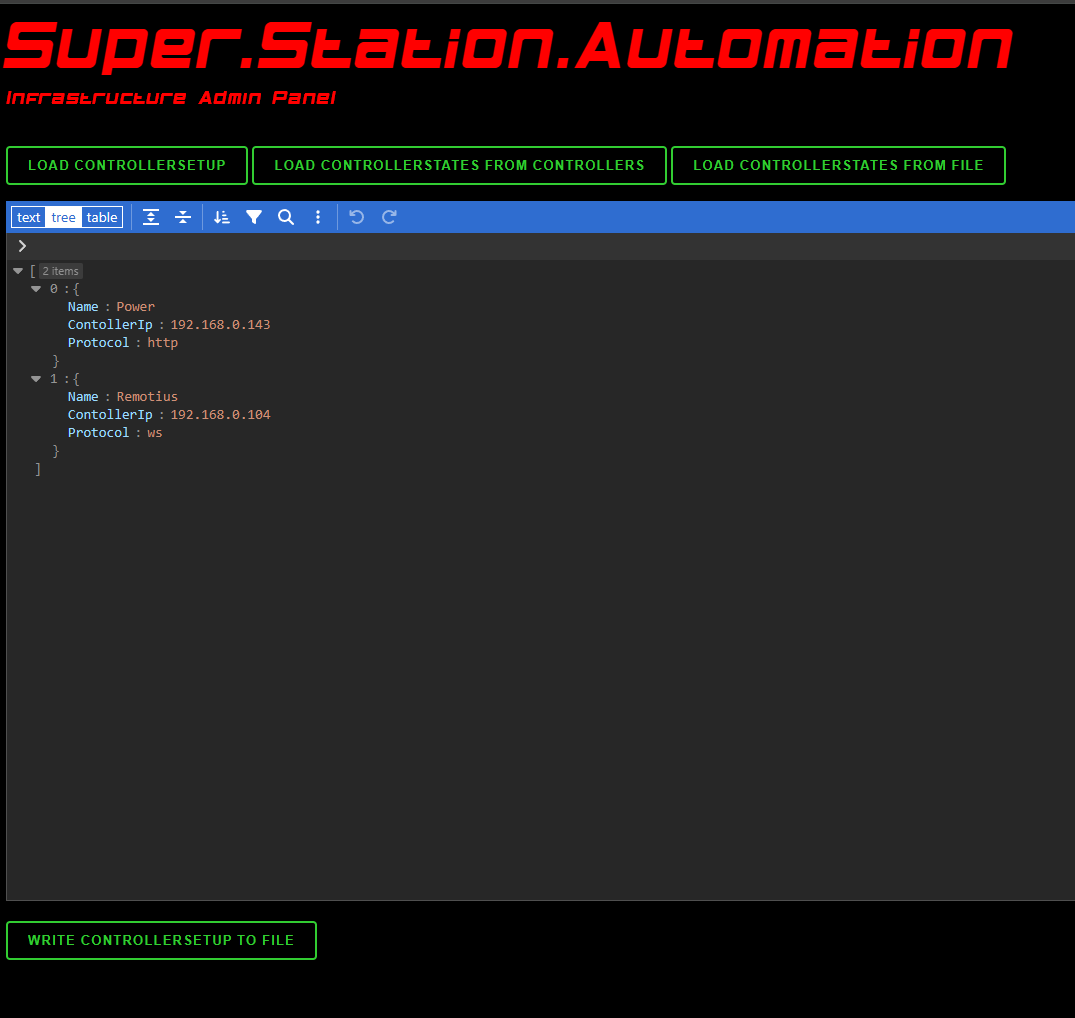 Super.Station.Automation
Infrastructure Admin Panel
LOAD CONTROLLERSETUP LOAD CONTROLLERSTATES FROM CONTROLLERS LOAD CONTROLLERSTATES FROM FILE
text tree table
[ 2 items
0 :{
Name : Power
ContollerIp : 192.168.0.143
Protocol : http
}
1 :{
Name : Remotius
ContollerIp : 192.168.0.104
Protocol : ws
}
]
WRITE CONTROLLERSETUP TO FILE